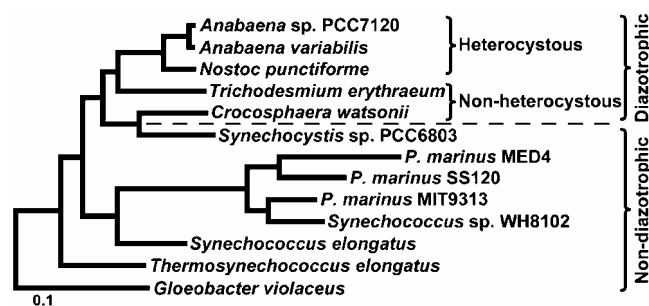 Anabaena sp. PCC7120
Anabaena variabilis
Nostoc punctiforme
Heterocystous
Trichodesmium erythraeum
Crocosphaera watsonii
Non-heterocystous
Diazotrophic
Synechocystis sp. PCC6803
P. marinus MED4
P. marinus SS120
P. marinus MIT9313
Synechococcus sp. WH8102
Synechococcus elongatus
Thermosynechococcus elongatus
Gloeobacter violaceus
Non-diazotrophic
0.1